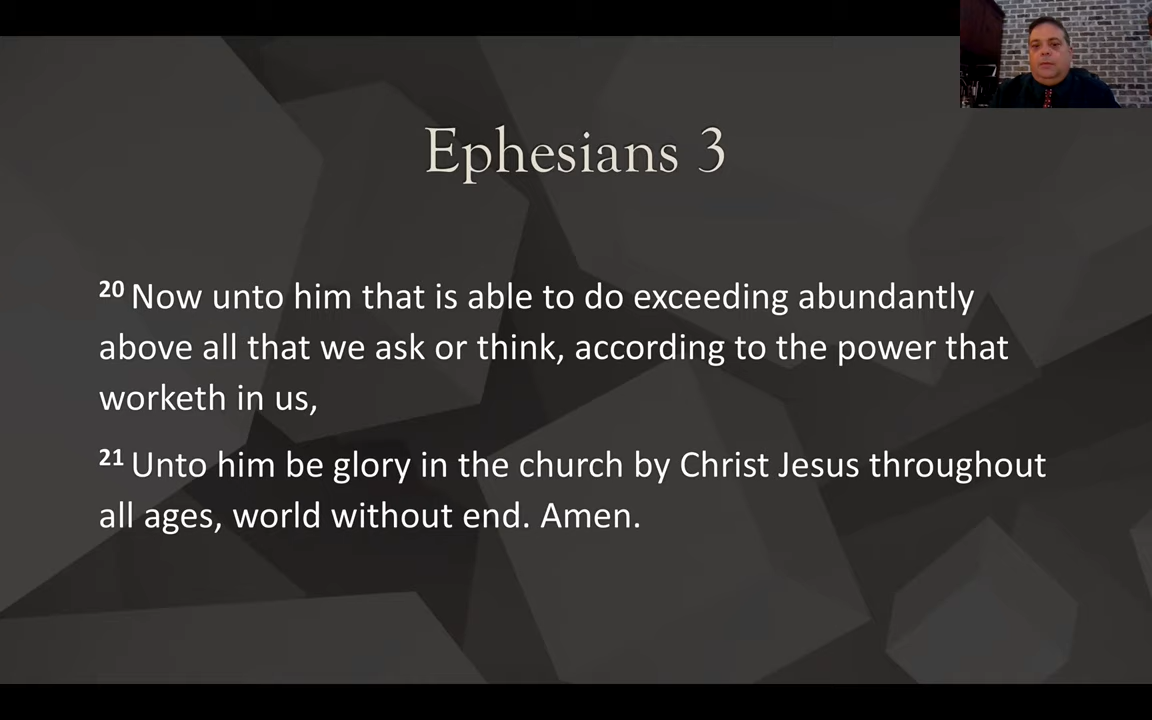 Ephesians 3
20 Now unto him that is able to do exceeding abundantly
above all that we ask or think, according to the power that
worketh in us,
21 Unto him be glory in the church by Christ Jesus throughout
all ages, world without end. Amen.